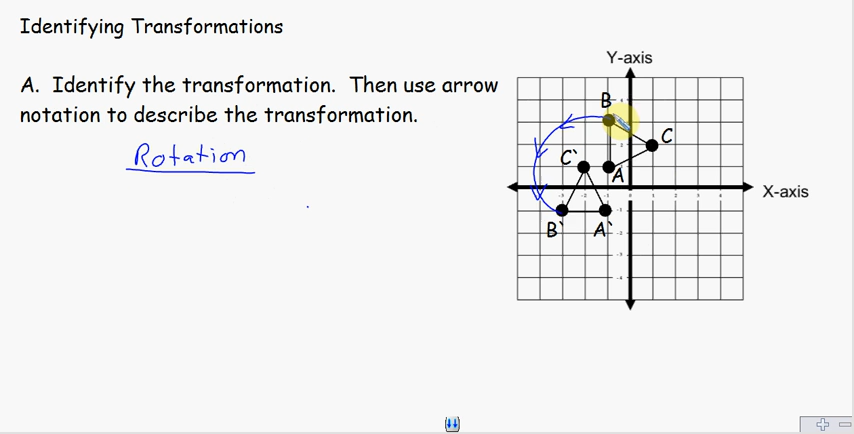 Identifying Transformations
Y-axis
A. Identify the transformation. Then use arrow
notation to describe the transformation.
Rotation
B
C
C`
A
X-axis
B`
A`